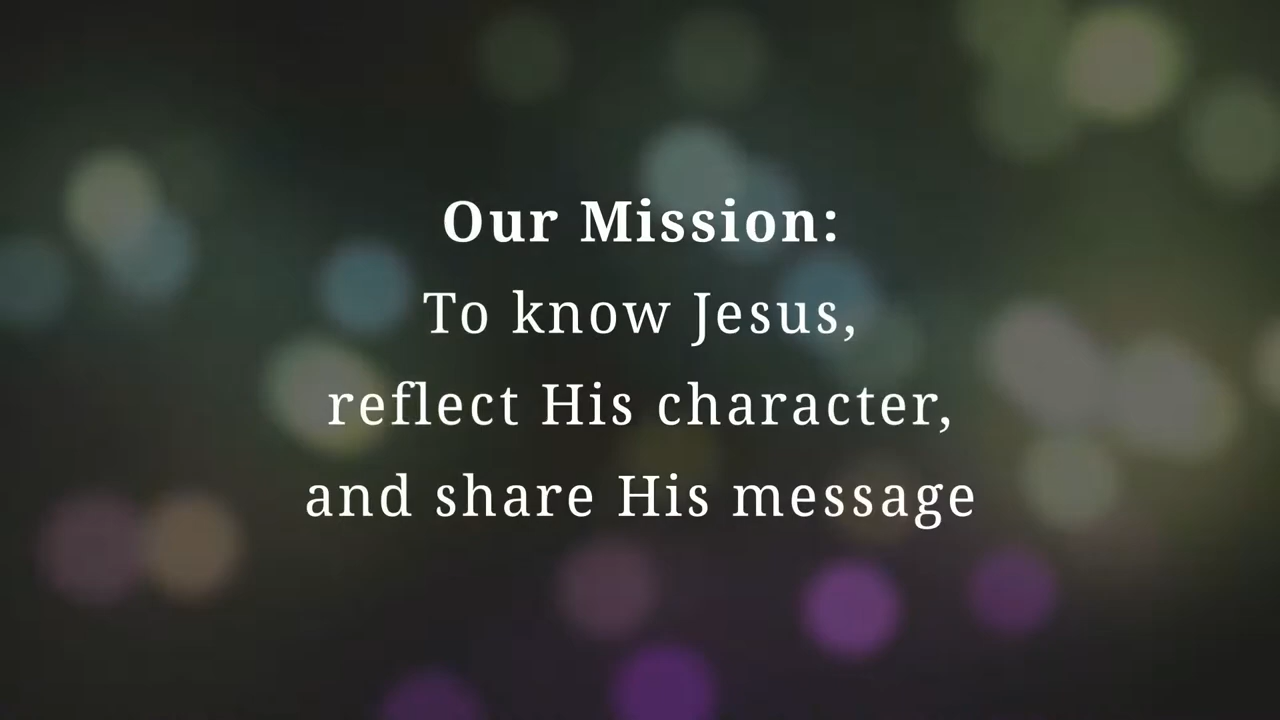 Our Mission:
To know Jesus,
reflect His character,
and share His message